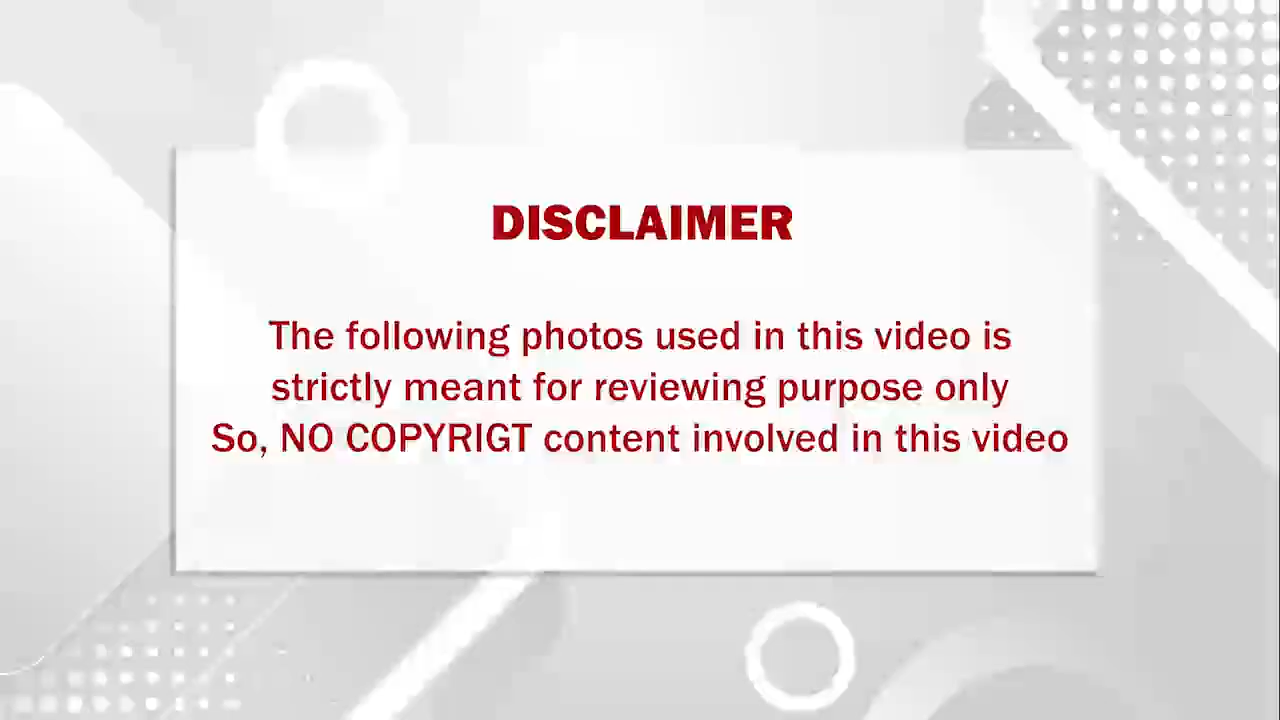 DISCLAIMER
The following photos used in this video is
strictly meant for reviewing purpose only
So, NO COPYRIGT content involved in this video